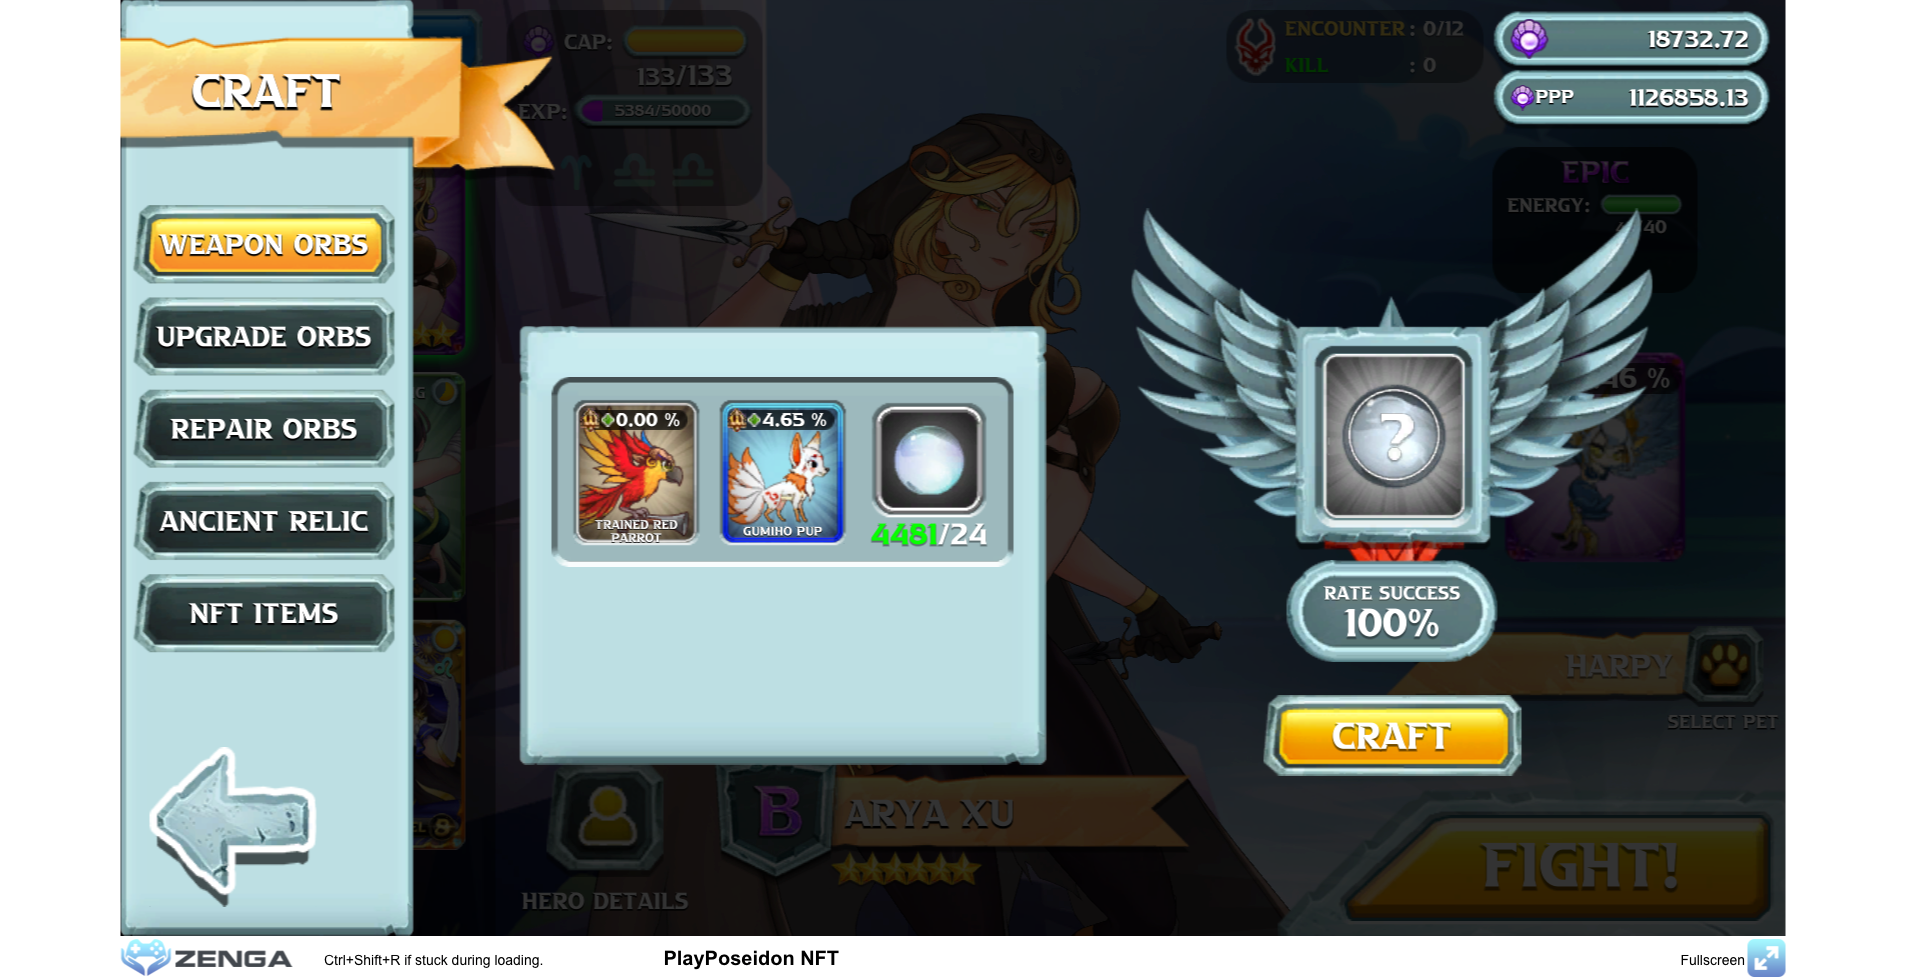 CRAFT
WEAPON ORBS
UPGRADE ORBS
REPAIR ORBS
ANCIENT RELIC
NFT ITEMS
CAP:
133/133
EXP: 5384/50000
ENCOUNTER : 0/12
KILL : 0
18732.72
PPP 1126858.13
EPIC
ENERGY:
0.00 %
TRAINED RED
PARROT
4.65 %
GUMIHO PUP
4481/24
?
RATE SUCCESS
100%
CRAFT
HARPY
SELECT PET
B
ARYA XU
HERO DETAILS
FIGHT!
ZENGA
Ctrl+Shift+R if stuck during loading.
PlayPoseidon NFT
Fullscreen